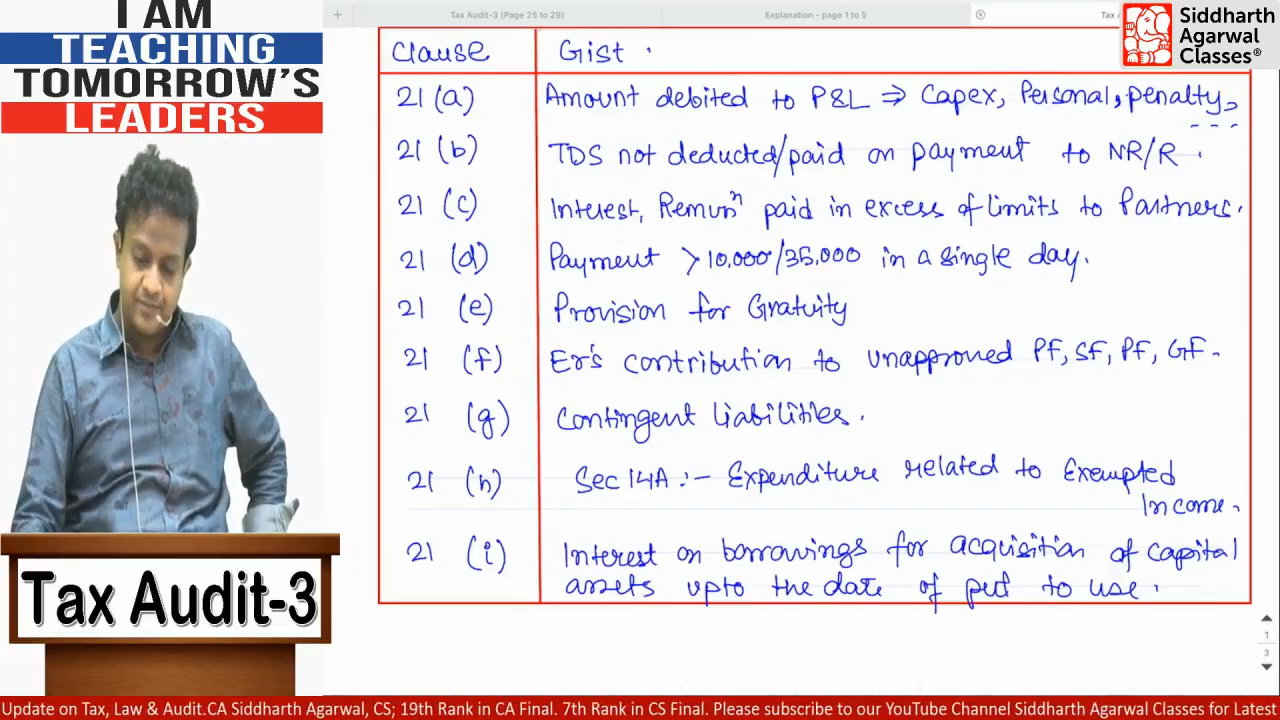 I AM
TEACHING
TOMORROW'S
LEADERS
Tax Audit-3 (Page 25 to 29)
Explanation - page 1 to 5
Siddharth
Agarwal
Classes®
Clause Gist .
21 (a) Amount debited to P&L ⇒ Capex, Personal, penalty, ---
21 (b) TDS not deducted/paid on payment to NR/R .
21 (c) Interest, Remunⁿ paid in excess of limits to Partners.
21 (d) Payment > 10,000/35,000 in a single day.
21 (e) Provision for Gratuity
21 (f) Er's contribution to unapproved PF, SF, PF, GF.
21 (g) Contingent liabilities.
21 (h) Sec 14A :- Expenditure related to Exempted
Income.
21 (i) Interest on borrowings for acquisition of capital
assets upto the date of put to use.
Tax Audit-3
1
3
Update on Tax, Law & Audit.CA Siddharth Agarwal, CS; 19th Rank in CA Final. 7th Rank in CS Final. Please subscribe to our YouTube Channel Siddharth Agarwal Classes for Latest